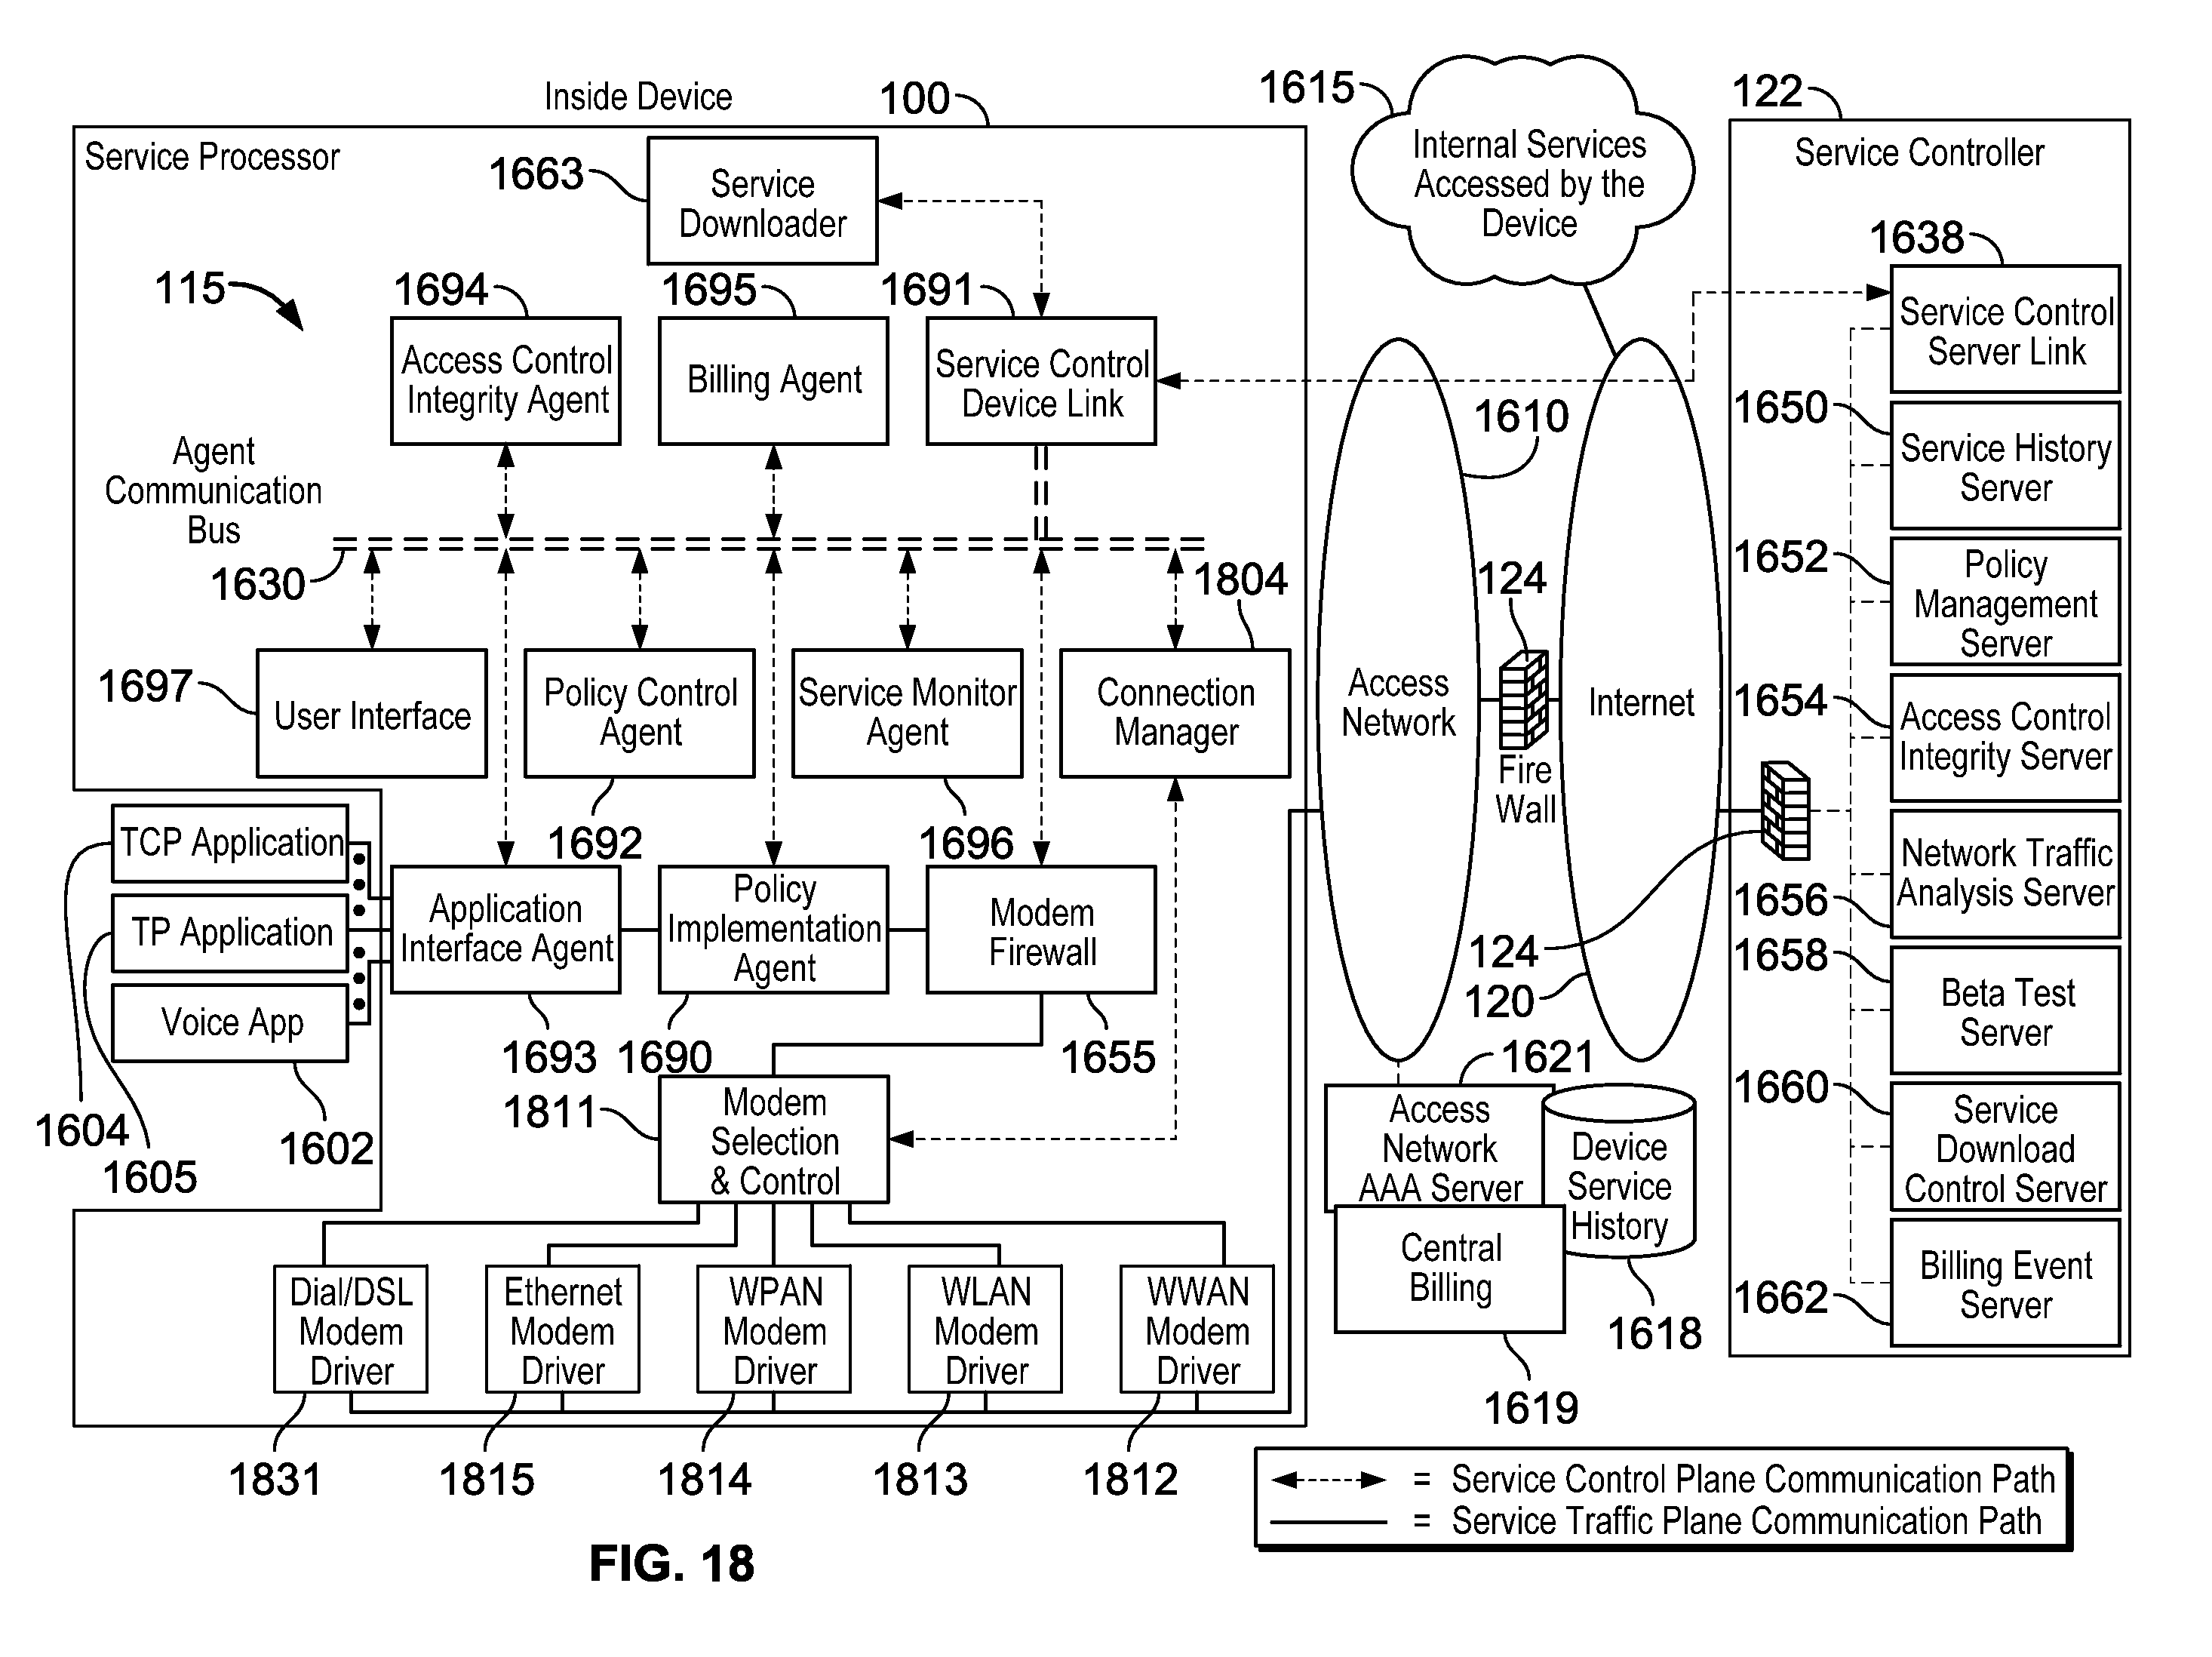 Inside Device
100
Service Processor
1663
Service
Downloader
115
1694
Access Control
Integrity Agent
1695
Billing Agent
1691
Service Control
Device Link
Agent
Communication
Bus
1630
1697
User Interface
Policy Control
Agent
1692
Service Monitor
Agent
1696
1804
Connection
Manager
TCP Application
TP Application
Voice App
1604
1605
1602
Application
Interface Agent
1693
Policy
Implementation
Agent
1690
Modem
Firewall
1655
1811
Modem
Selection
& Control
Dial/DSL
Modem
Driver
1831
Ethernet
Modem
Driver
1815
WPAN
Modem
Driver
1814
WLAN
Modem
Driver
1813
WWAN
Modem
Driver
1812
1615
Internal Services
Accessed by the
Device
1610
Access
Network
124
Fire
Wall
Internet
124
120
1621
Access
Network
AAA Server
Device
Service
History
1618
Central
Billing
1619
122
Service Controller
1638
Service Control
Server Link
1650
Service History
Server
1652
Policy
Management
Server
1654
Access Control
Integrity Server
1656
Network Traffic
Analysis Server
1658
Beta Test
Server
1660
Service
Download
Control Server
1662
Billing Event
Server
= Service Control Plane Communication Path
= Service Traffic Plane Communication Path
FIG. 18